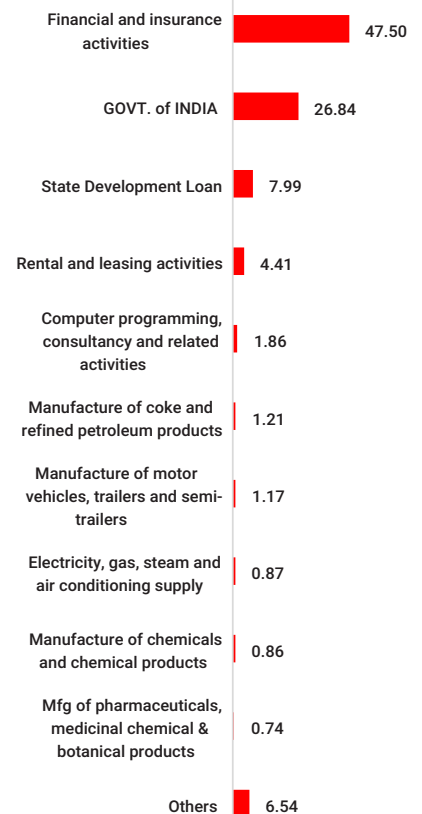 Financial and insurance
activities
47.50
GOVT. of INDIA
26.84
State Development Loan
7.99
Rental and leasing activities
4.41
Computer programming,
consultancy and related
activities
1.86
Manufacture of coke and
refined petroleum products
1.21
Manufacture of motor
vehicles, trailers and semi-
trailers
1.17
Electricity, gas, steam and
air conditioning supply
0.87
Manufacture of chemicals
and chemical products
0.86
Mfg of pharmaceuticals,
medicinal chemical &
botanical products
0.74
Others
6.54